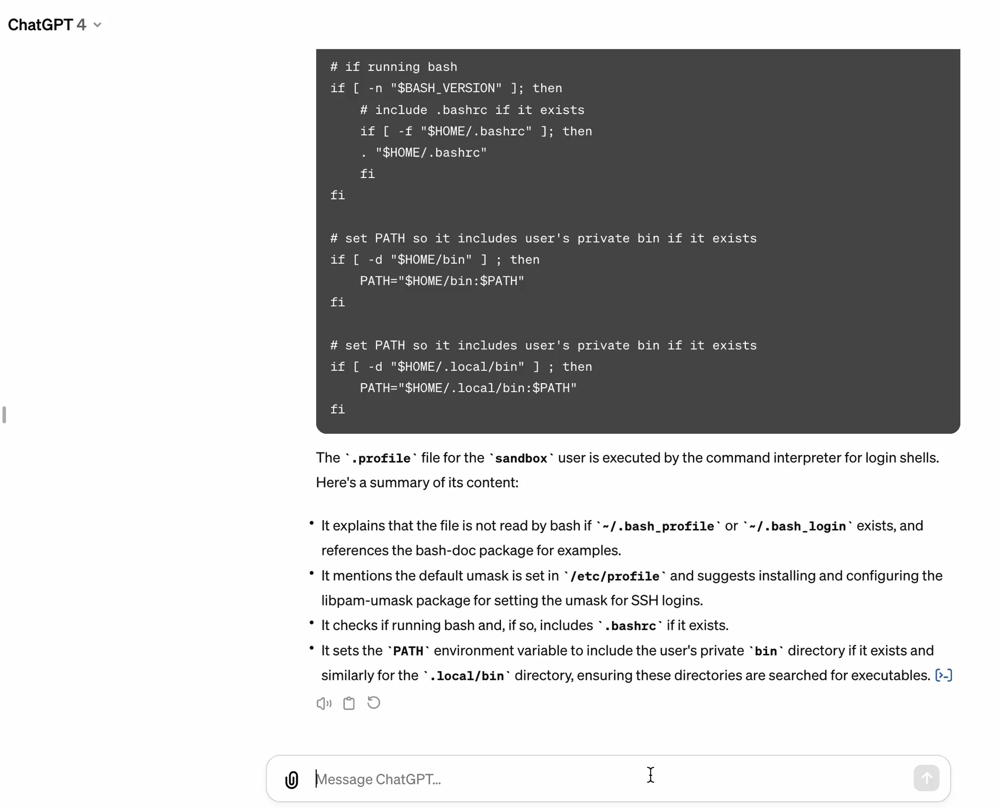 ChatGPT 4
# if running bash
if [ -n "$BASH_VERSION" ]; then
    # include .bashrc if it exists
    if [ -f "$HOME/.bashrc" ]; then
    . "$HOME/.bashrc"
    fi
fi
# set PATH so it includes user's private bin if it exists
if [ -d "$HOME/bin" ] ; then
    PATH="$HOME/bin:$PATH"
fi
# set PATH so it includes user's private bin if it exists
if [ -d "$HOME/.local/bin" ] ; then
    PATH="$HOME/.local/bin:$PATH"
fi
The `.profile` file for the `sandbox` user is executed by the command interpreter for login shells.
Here's a summary of its content:
• It explains that the file is not read by bash if `~/.bash_profile` or `~/.bash_login` exists, and
references the bash-doc package for examples.
• It mentions the default umask is set in `/etc/profile` and suggests installing and configuring the
libpam-umask package for setting the umask for SSH logins.
• It checks if running bash and, if so, includes `.bashrc` if it exists.
• It sets the `PATH` environment variable to include the user's private `bin` directory if it exists and
similarly for the `.local/bin` directory, ensuring these directories are searched for executables. [>-]
Message ChatGPT…